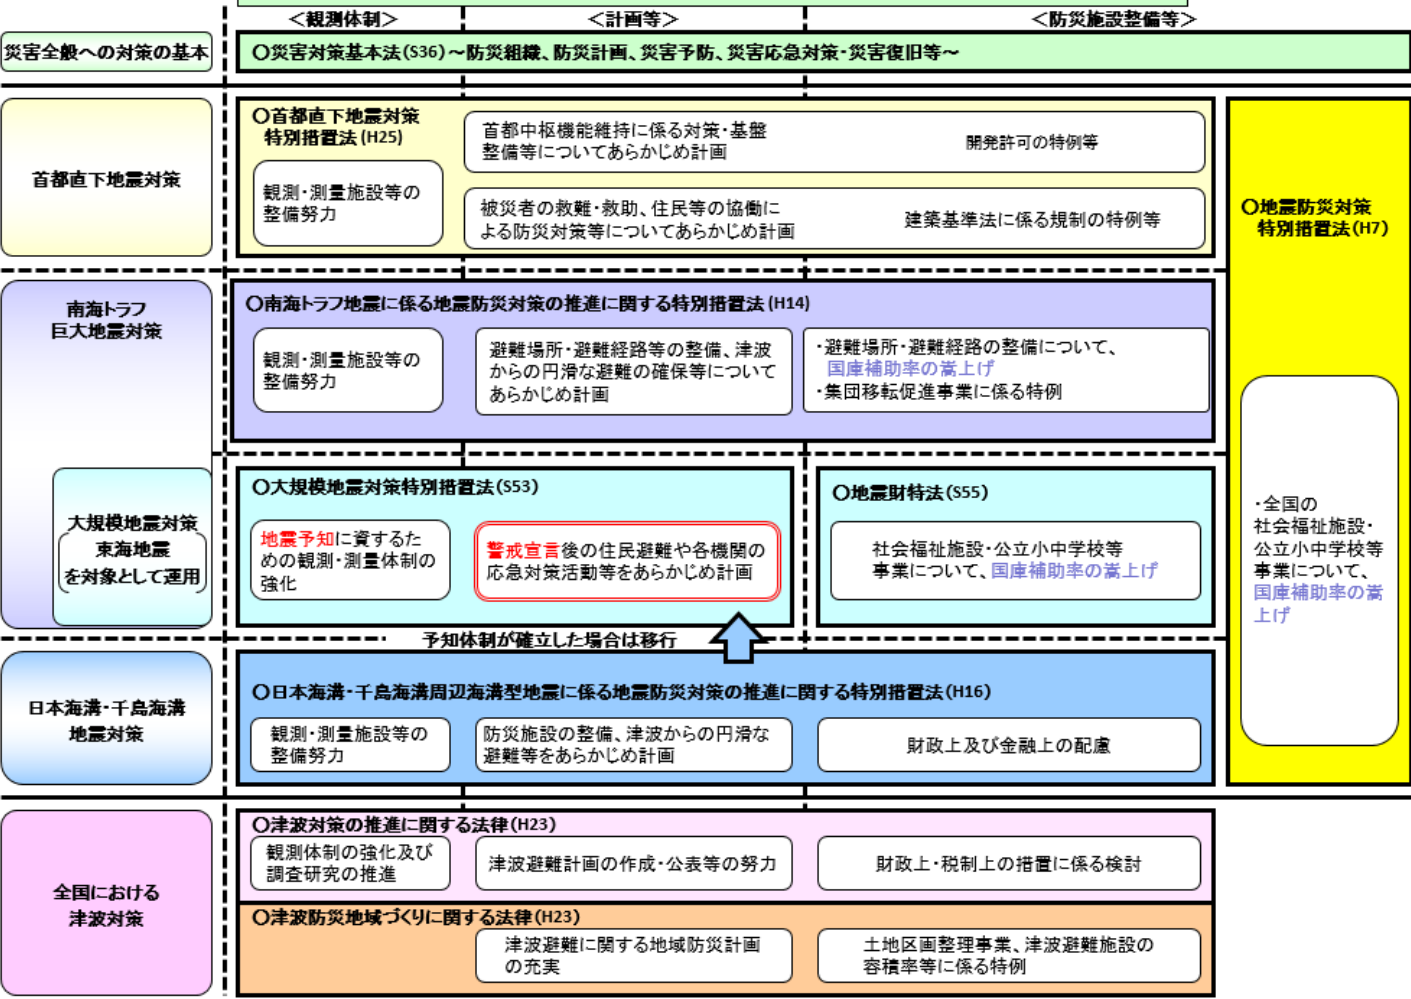 ＜観測体制＞
＜計画等＞
＜防災施設整備等＞
災害全般への対策の基本
〇災害対策基本法(S36)～防災組織、防災計画、災害予防、災害応急対策・災害復旧等～
首都直下地震対策
〇首都直下地震対策
特別措置法(H25)
観測・測量施設等の
整備努力
首都中枢機能維持に係る対策・基盤
整備等についてあらかじめ計画
開発許可の特例等
被災者の救難・救助、住民等の協働に
よる防災対策等についてあらかじめ計画
建築基準法に係る規制の特例等
〇地震防災対策
特別措置法(H7)
・全国の
社会福祉施設・
公立小中学校等
事業について、
国庫補助率の嵩
上げ
南海トラフ
巨大地震対策
〇南海トラフ地震に係る地震防災対策の推進に関する特別措置法(H14)
観測・測量施設等の
整備努力
避難場所・避難経路等の整備、津波
からの円滑な避難の確保等について
あらかじめ計画
・避難場所・避難経路の整備について、
国庫補助率の嵩上げ
・集団移転促進事業に係る特例
大規模地震対策
東海地震
を対象として運用
〇大規模地震対策特別措置法(S53)
地震予知に資するた
めの観測・測量体制の
強化
警戒宣言後の住民避難や各機関の
応急対策活動等をあらかじめ計画
〇地震財特法(S55)
社会福祉施設・公立小中学校等
事業について、国庫補助率の嵩上げ
予知体制が確立した場合は移行
日本海溝・千島海溝
地震対策
〇日本海溝・千島海溝周辺海溝型地震に係る地震防災対策の推進に関する特別措置法(H16)
観測・測量施設等の
整備努力
防災施設の整備、津波からの円滑な
避難等をあらかじめ計画
財政上及び金融上の配慮
全国における
津波対策
〇津波対策の推進に関する法律(H23)
観測体制の強化及び
調査研究の推進
津波避難計画の作成・公表等の努力
財政上・税制上の措置に係る検討
〇津波防災地域づくりに関する法律(H23)
津波避難に関する地域防災計画
の充実
土地区画整理事業、津波避難施設の
容積率等に係る特例